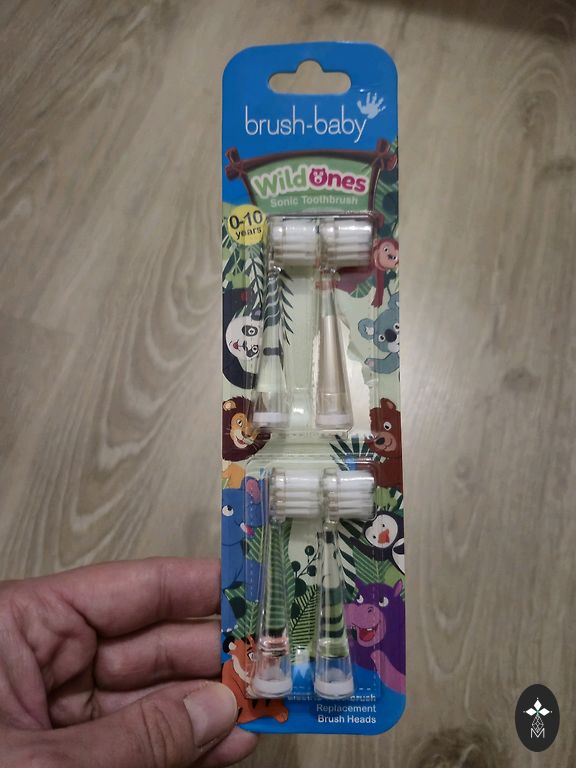 brush-baby
WildOnes
Sonic Toothbrush
0-10
years
Replacement
Brush Heads
M